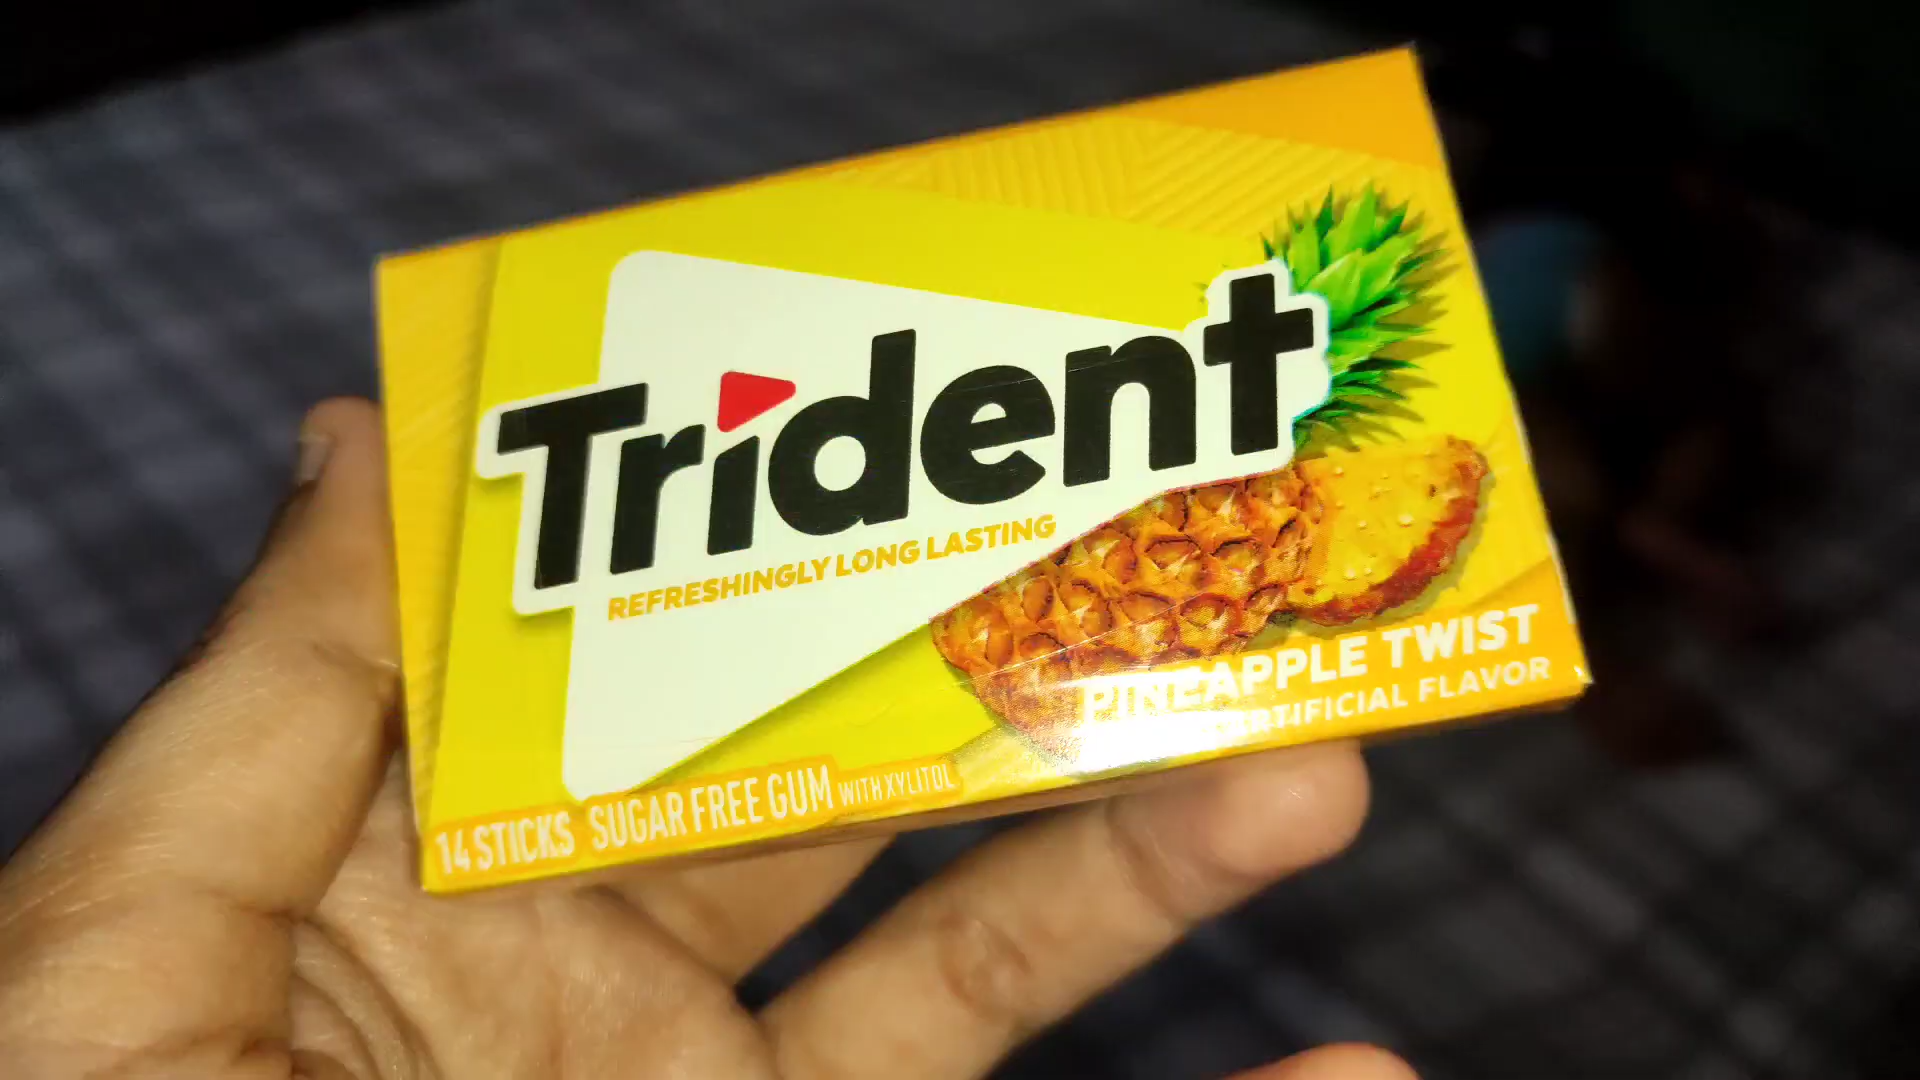 Trident
REFRESHINGLY LONG LASTING
PINEAPPLE TWIST
ARTIFICIAL FLAVOR
14 STICKS SUGAR FREE GUM WITH XYLITOL